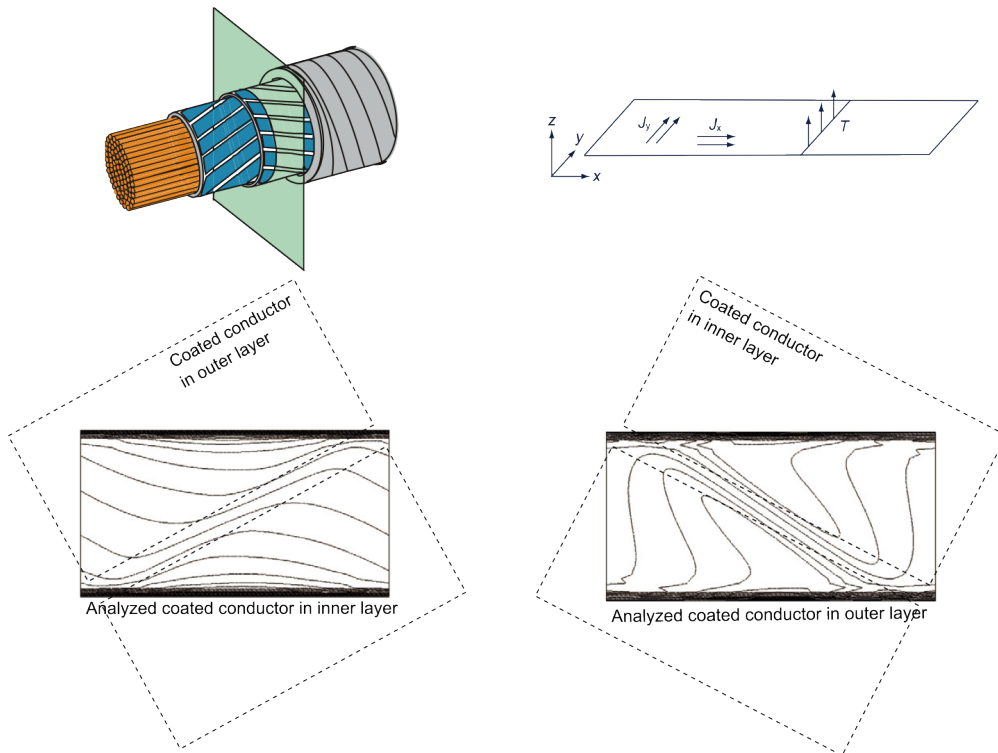 z
y
x
Jy
Jx
T
Coated conductor
in outer layer
Analyzed coated conductor in inner layer
Coated conductor
in inner layer
Analyzed coated conductor in outer layer